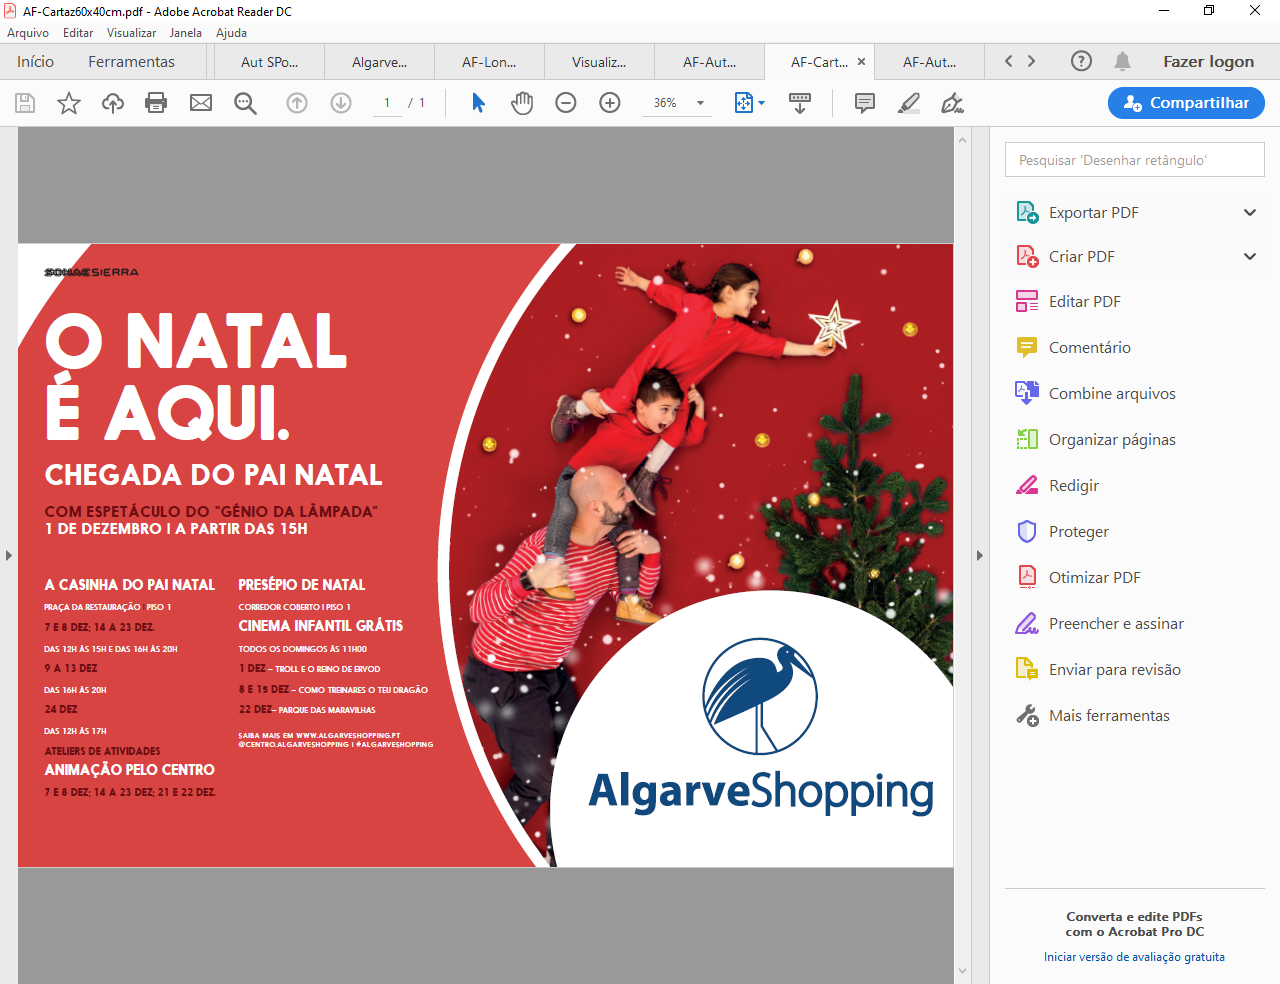 AF-Cartaz60x40cm.pdf - Adobe Acrobat Reader DC
Arquivo Editar Visualizar Janela Ajuda
Início Ferramentas Aut SPo... Algarve... AF-Lon... Visualiz... AF-Aut... AF-Cart... × AF-Aut... Fazer logon
1 / 1 36% Compartilhar
Pesquisar 'Desenhar retângulo'
Exportar PDF
Criar PDF
Editar PDF
Comentário
Combine arquivos
Organizar páginas
Redigir
Proteger
Otimizar PDF
Preencher e assinar
Enviar para revisão
Mais ferramentas
Converta e edite PDFs
com o Acrobat Pro DC
Iniciar versão de avaliação gratuita
SONAE SIERRA
O NATAL
É AQUI.
CHEGADA DO PAI NATAL
COM ESPETÁCULO DO "GÉNIO DA LÂMPADA"
1 DE DEZEMBRO I A PARTIR DAS 15H
A CASINHA DO PAI NATAL
PRAÇA DA RESTAURAÇÃO I PISO 1
7 E 8 DEZ; 14 A 23 DEZ.
DAS 12H ÀS 15H E DAS 16H ÀS 20H
9 A 13 DEZ
DAS 16H ÀS 20H
24 DEZ
DAS 12H ÀS 17H
ATELIERS DE ATIVIDADES
ANIMAÇÃO PELO CENTRO
7 E 8 DEZ; 14 A 23 DEZ; 21 E 22 DEZ.
PRESÉPIO DE NATAL
CORREDOR COBERTO I PISO 1
CINEMA INFANTIL GRÁTIS
TODOS OS DOMINGOS ÀS 11H00
1 DEZ – TROLL E O REINO DE ERVOD
8 E 15 DEZ – COMO TREINARES O TEU DRAGÃO
22 DEZ– PARQUE DAS MARAVILHAS
SAIBA MAIS EM WWW.ALGARVESHOPPING.PT
@CENTRO.ALGARVESHOPPING I #ALGARVESHOPPING
AlgarveShopping